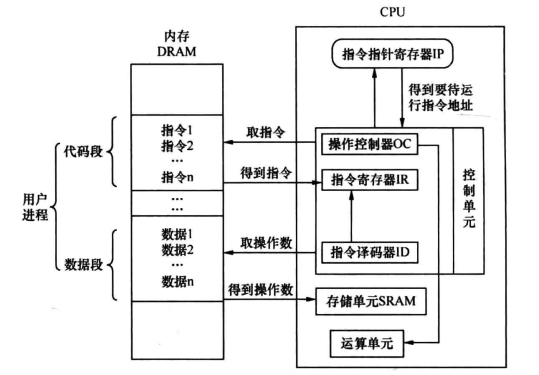 CPU
内存
DRAM
指令指针寄存器IP
得到要待运
行指令地址
用户
进程
代码段
指令1
指令2
...
指令n
取指令
操作控制器OC
得到指令
指令寄存器IR
控制单元
...
...
数据段
数据1
数据2
...
数据n
取操作数
指令译码器ID
得到操作数
存储单元SRAM
运算单元